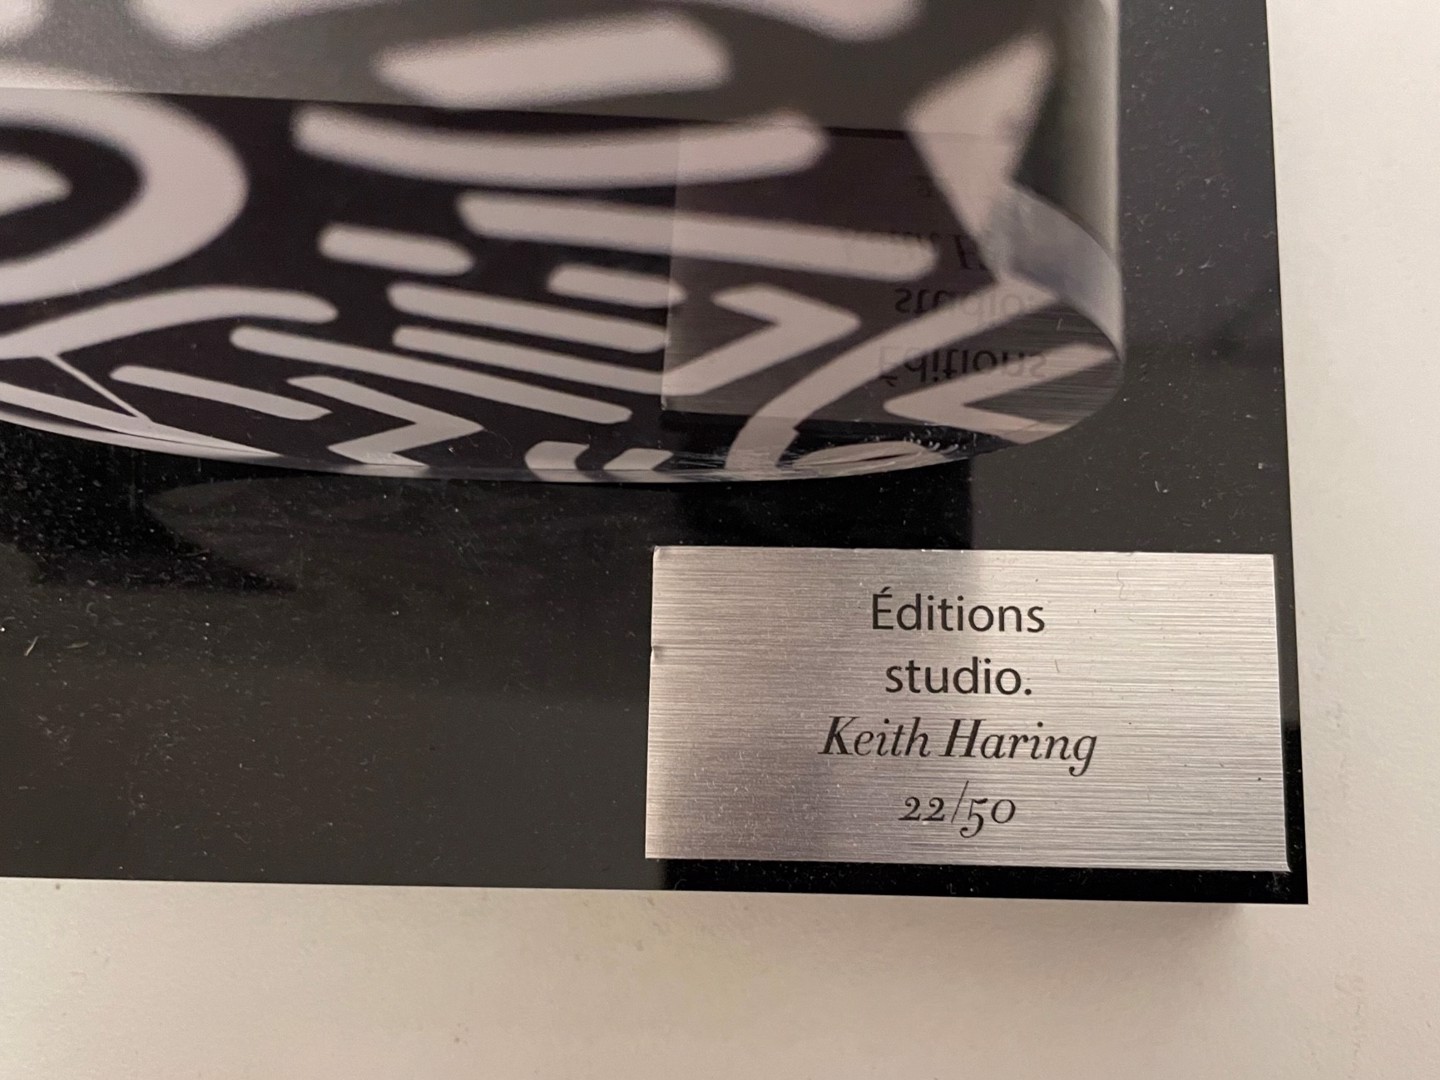 Éditions
studio.
Keith Haring
22/50